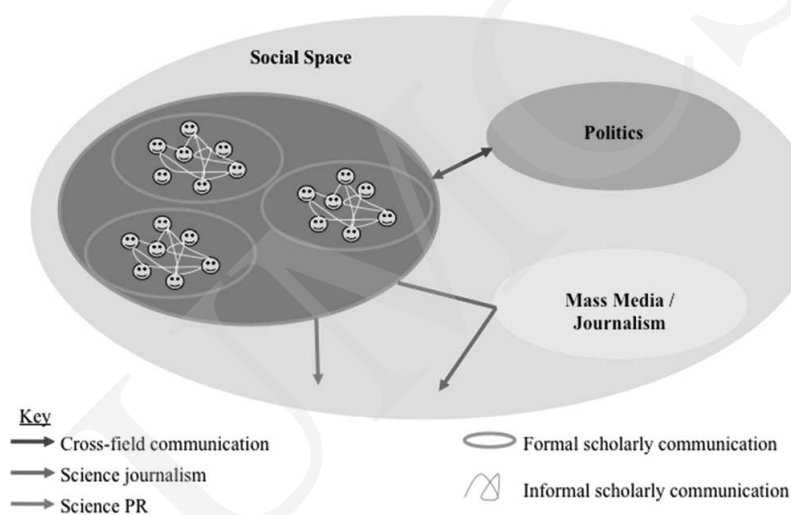 Social Space
Politics
Mass Media /
Journalism
Key
Cross-field communication
Science journalism
Science PR
Formal scholarly communication
Informal scholarly communication
UMCS